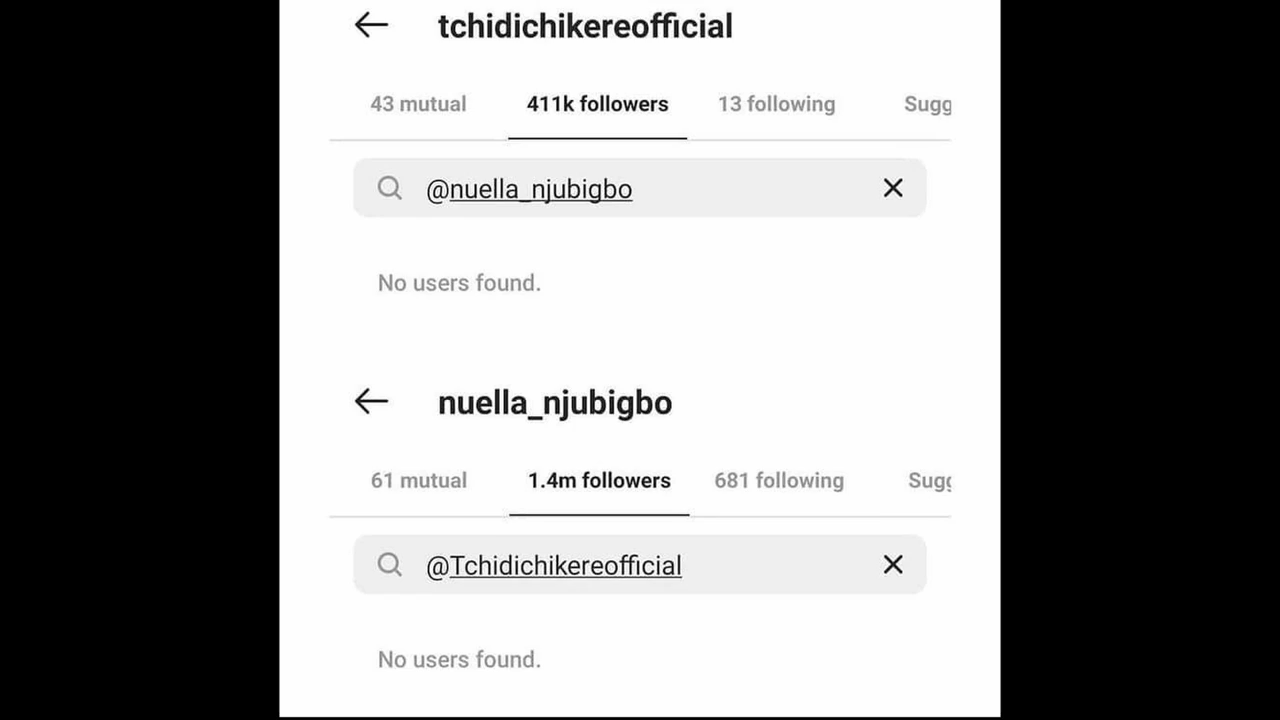 tchidichikereofficial
43 mutual 411k followers 13 following Sugg
@nuella_njubigbo
No users found.
nuella_njubigbo
61 mutual 1.4m followers 681 following Sugg
@Tchidichikereofficial
No users found.